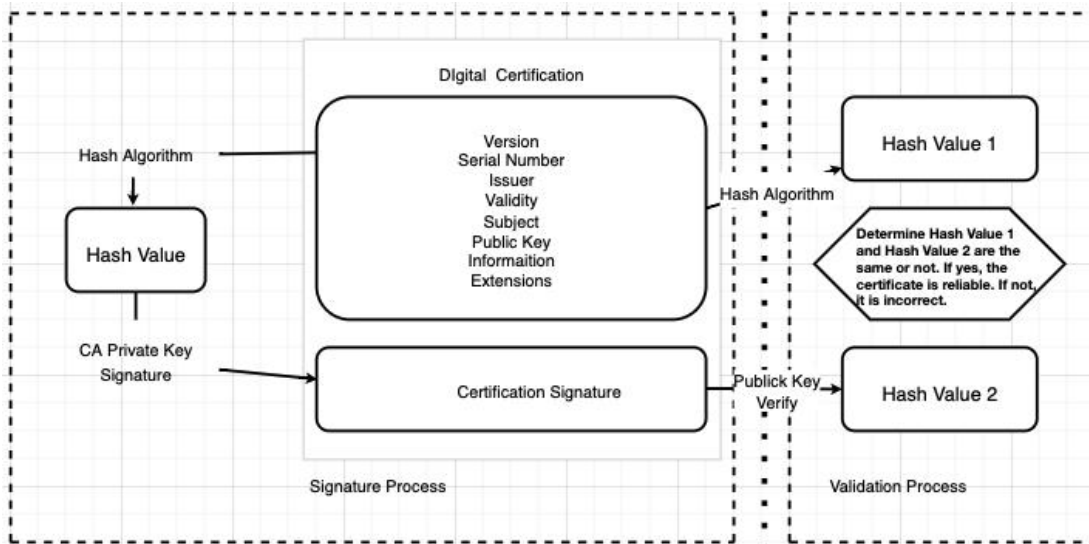 DIgital Certification
Version
Serial Number
Issuer
Validity
Subject
Public Key
Informaition
Extensions
Hash Algorithm
Hash Value
CA Private Key
Signature
Certification Signature
Signature Process
Hash Algorithm
Hash Value 1
Determine Hash Value 1
and Hash Value 2 are the
same or not. If yes, the
certificate is reliable. If not,
it is incorrect.
Publick Key
Verify
Hash Value 2
Validation Process